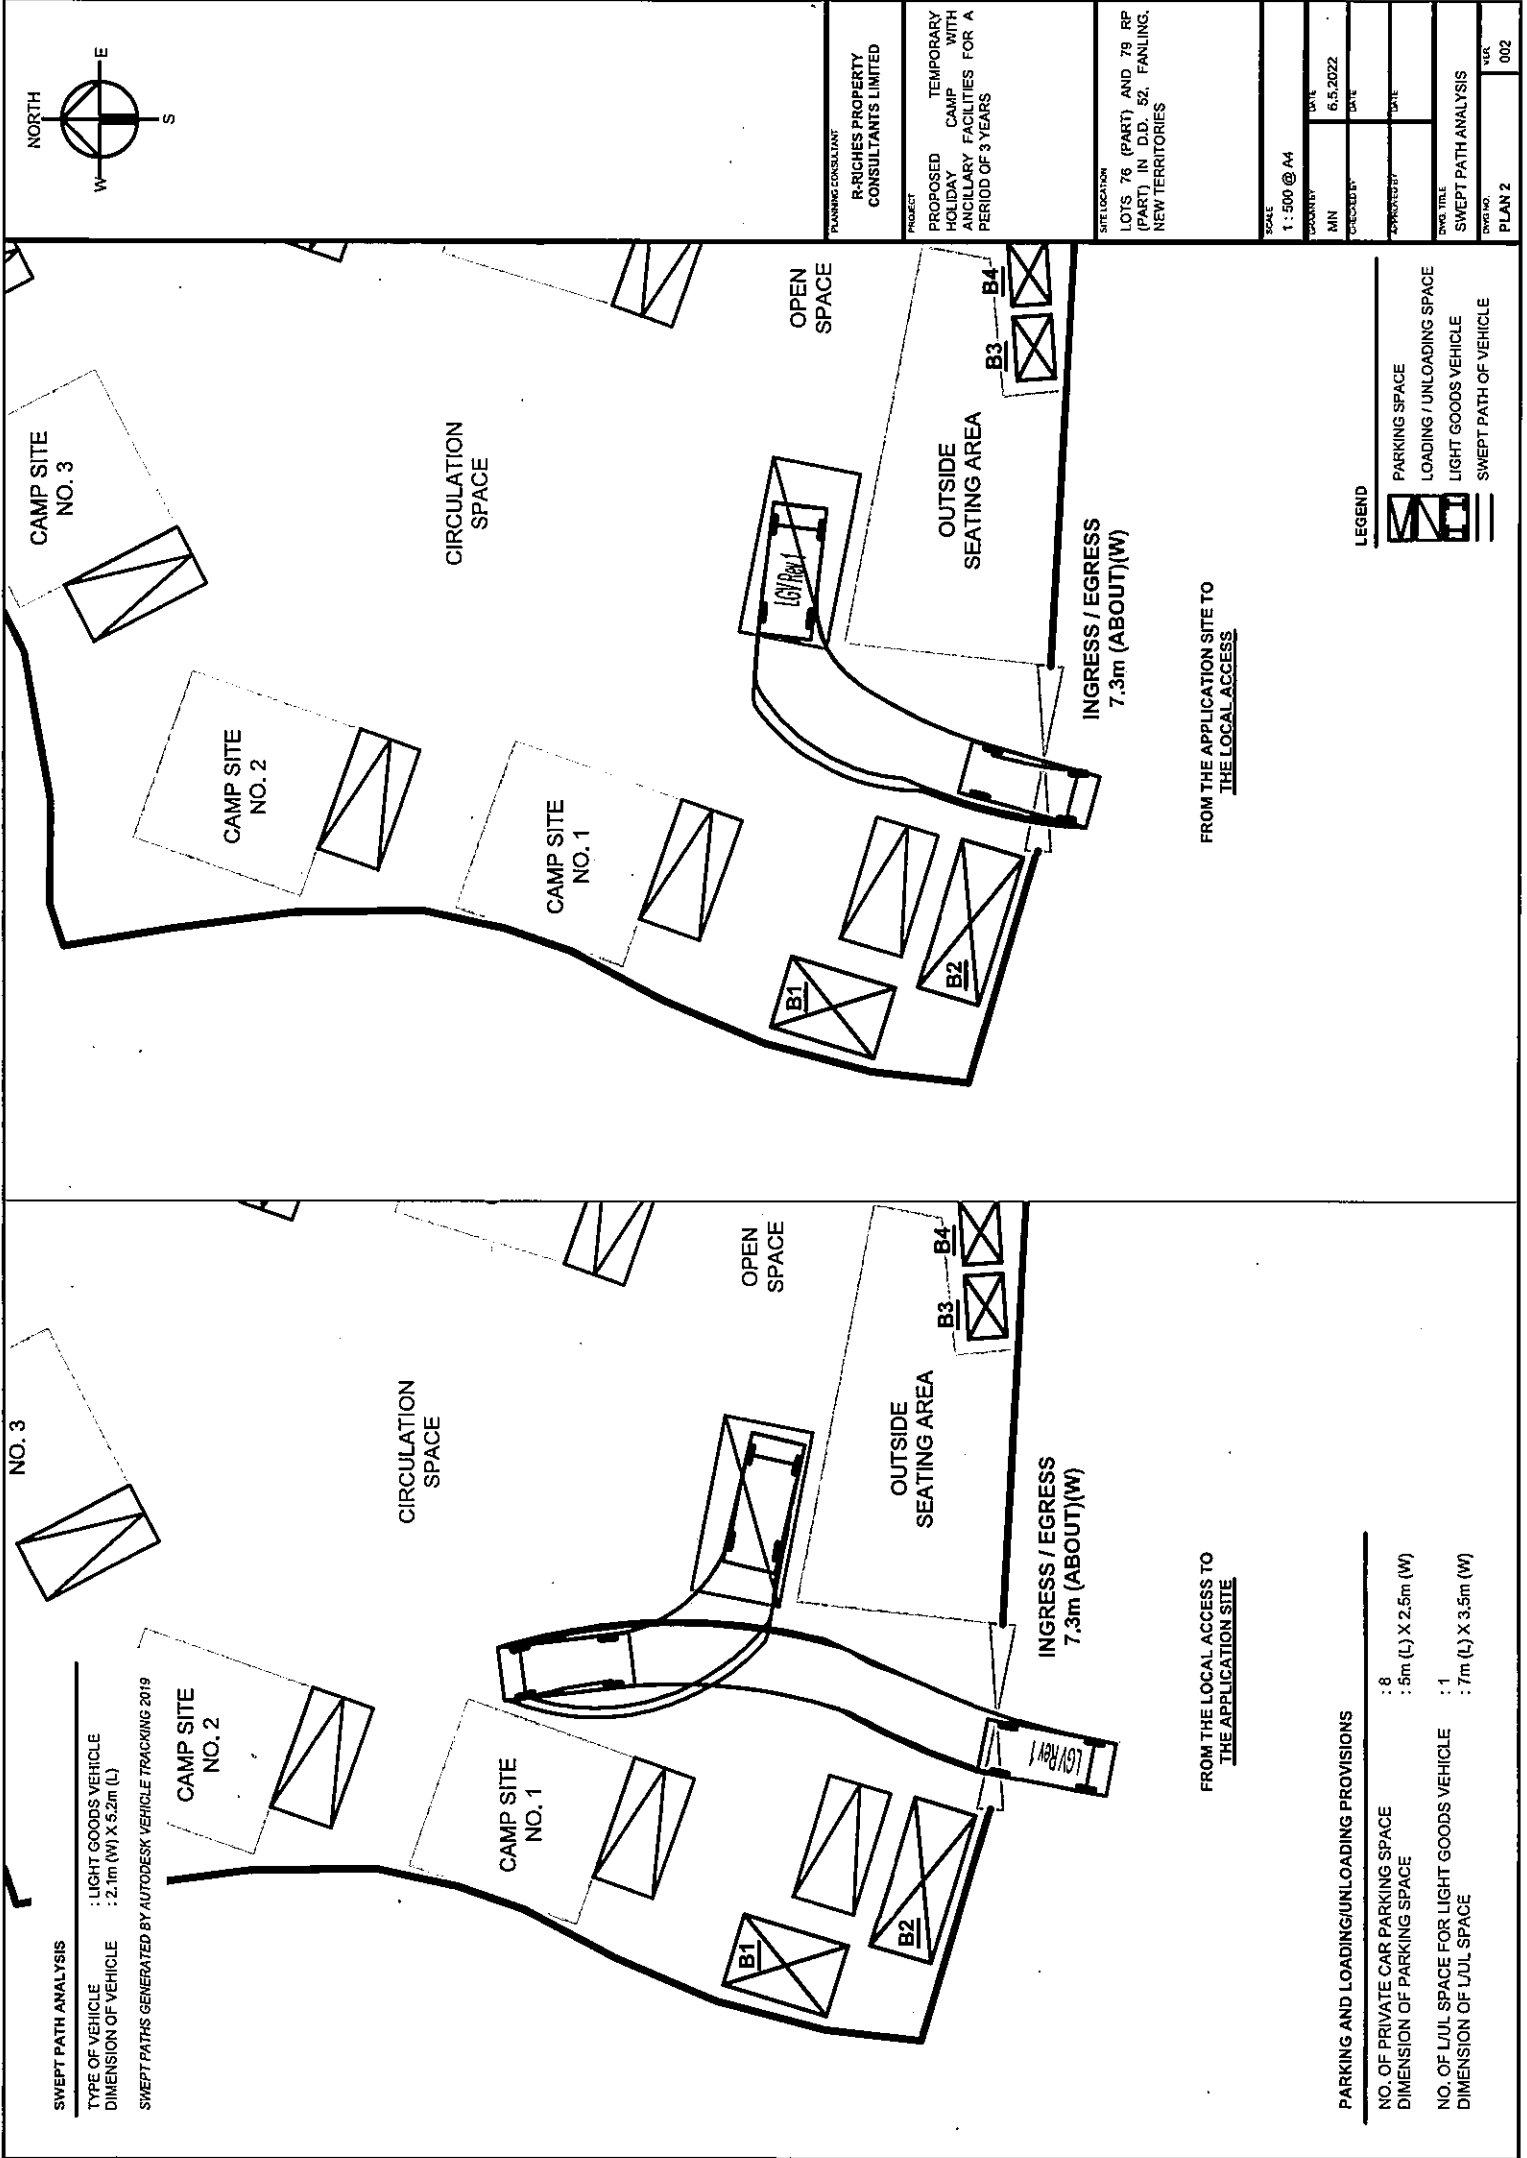 SWEPT PATH ANALYSIS
TYPE OF VEHICLE : LIGHT GOODS VEHICLE
DIMENSION OF VEHICLE : 2.1m (W) X 5.2m (L)
SWEPT PATHS GENERATED BY AUTODESK VEHICLE TRACKING 2019
NO. 3
CAMP SITE
NO. 2
CAMP SITE
NO. 1
CIRCULATION
SPACE
OPEN
SPACE
OUTSIDE
SEATING AREA
B1
B2
B3
B4
LGV Rev 1
INGRESS / EGRESS
7.3m (ABOUT)(W)
FROM THE LOCAL ACCESS TO
THE APPLICATION SITE
PARKING AND LOADING/UNLOADING PROVISIONS
NO. OF PRIVATE CAR PARKING SPACE : 8
DIMENSION OF PARKING SPACE : 5m (L) X 2.5m (W)
NO. OF L/UL SPACE FOR LIGHT GOODS VEHICLE : 1
DIMENSION OF L/UL SPACE : 7m (L) X 3.5m (W)
CAMP SITE
NO. 3
CAMP SITE
NO. 2
CAMP SITE
NO. 1
CIRCULATION
SPACE
OPEN
SPACE
OUTSIDE
SEATING AREA
B1
B2
B3
B4
LGV Rev 1
INGRESS / EGRESS
7.3m (ABOUT)(W)
FROM THE APPLICATION SITE TO
THE LOCAL ACCESS
LEGEND
PARKING SPACE
LOADING / UNLOADING SPACE
LIGHT GOODS VEHICLE
SWEPT PATH OF VEHICLE
NORTH
W
E
S
PLANNING CONSULTANT
R-RICHES PROPERTY
CONSULTANTS LIMITED
PROJECT
PROPOSED TEMPORARY
HOLIDAY CAMP WITH
ANCILLARY FACILITIES FOR A
PERIOD OF 3 YEARS
SITE LOCATION
LOTS 76 (PART) AND 79 RP
(PART) IN D.D. 52, FANLING,
NEW TERRITORIES
SCALE
1 : 500 @ A4
DATE
MN 6.5.2022
DATE
DATE
DWG. TITLE
SWEPT PATH ANALYSIS
DWG NO. VER.
PLAN 2 002